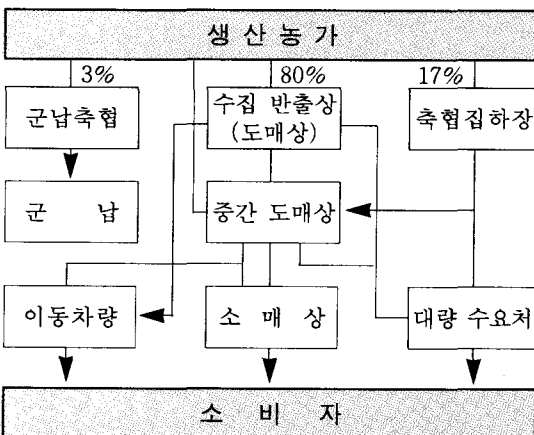 생 산 농 가
3% 80% 17%
군납축협
수집 반출상
(도매상)
축협집하장
군 납
중간 도매상
이동차량
소 매 상
대량 수요처
소 비 자